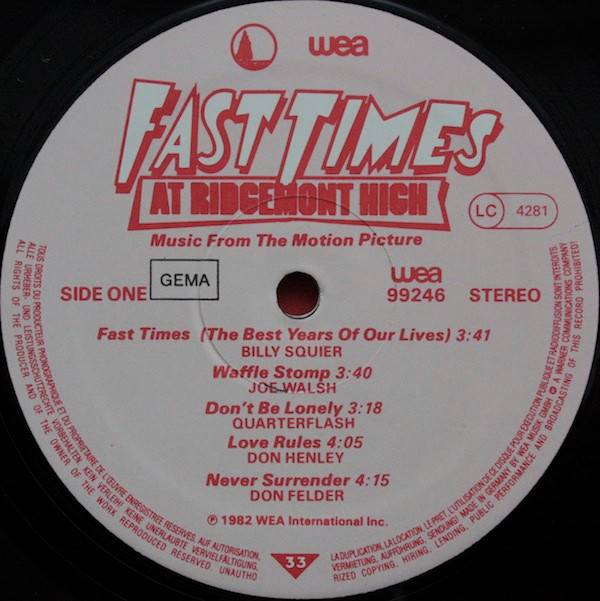 wea
FAST TIMES
AT RIDGEMONT HIGH
LC 4281
Music From The Motion Picture
SIDE ONE GEMA
wea
99246 STEREO
Fast Times (The Best Years Of Our Lives) 3:41
BILLY SQUIER
Waffle Stomp 3:40
JOE WALSH
Don't Be Lonely 3:18
QUARTERFLASH
Love Rules 4:05
DON HENLEY
Never Surrender 4:15
DON FELDER
℗ 1982 WEA International Inc.
33
TOUS DROITS DU PRODUCTEUR PHONOGRAPHIQUE ET DU PROPRIETAIRE DE L'ŒUVRE ENREGISTREE RESERVES. SAUF AUTORISATION, LA DUPLICATION, LA LOCATION, LE PRET, L'UTILISATION DE CE DISQUE POUR EXECUTION PUBLIQUE ET RADIODIFFUSION SONT INTERDITS.
ALLE URHEBER- UND LEISTUNGSSCHUTZRECHTE VORBEHALTEN. KEIN VERLEIH! KEINE UNERLAUBTE VERVIELFÄLTIGUNG, VERMIETUNG, AUFFÜHRUNG, SENDUNG! MADE IN GERMANY BY WEA MUSIK GMBH. A WARNER COMMUNICATIONS COMPANY
ALL RIGHTS OF THE PRODUCER AND OF THE OWNER OF THE WORK REPRODUCED RESERVED. UNAUTHORIZED COPYING, HIRING, LENDING, PUBLIC PERFORMANCE AND BROADCASTING OF THIS RECORD PROHIBITED!